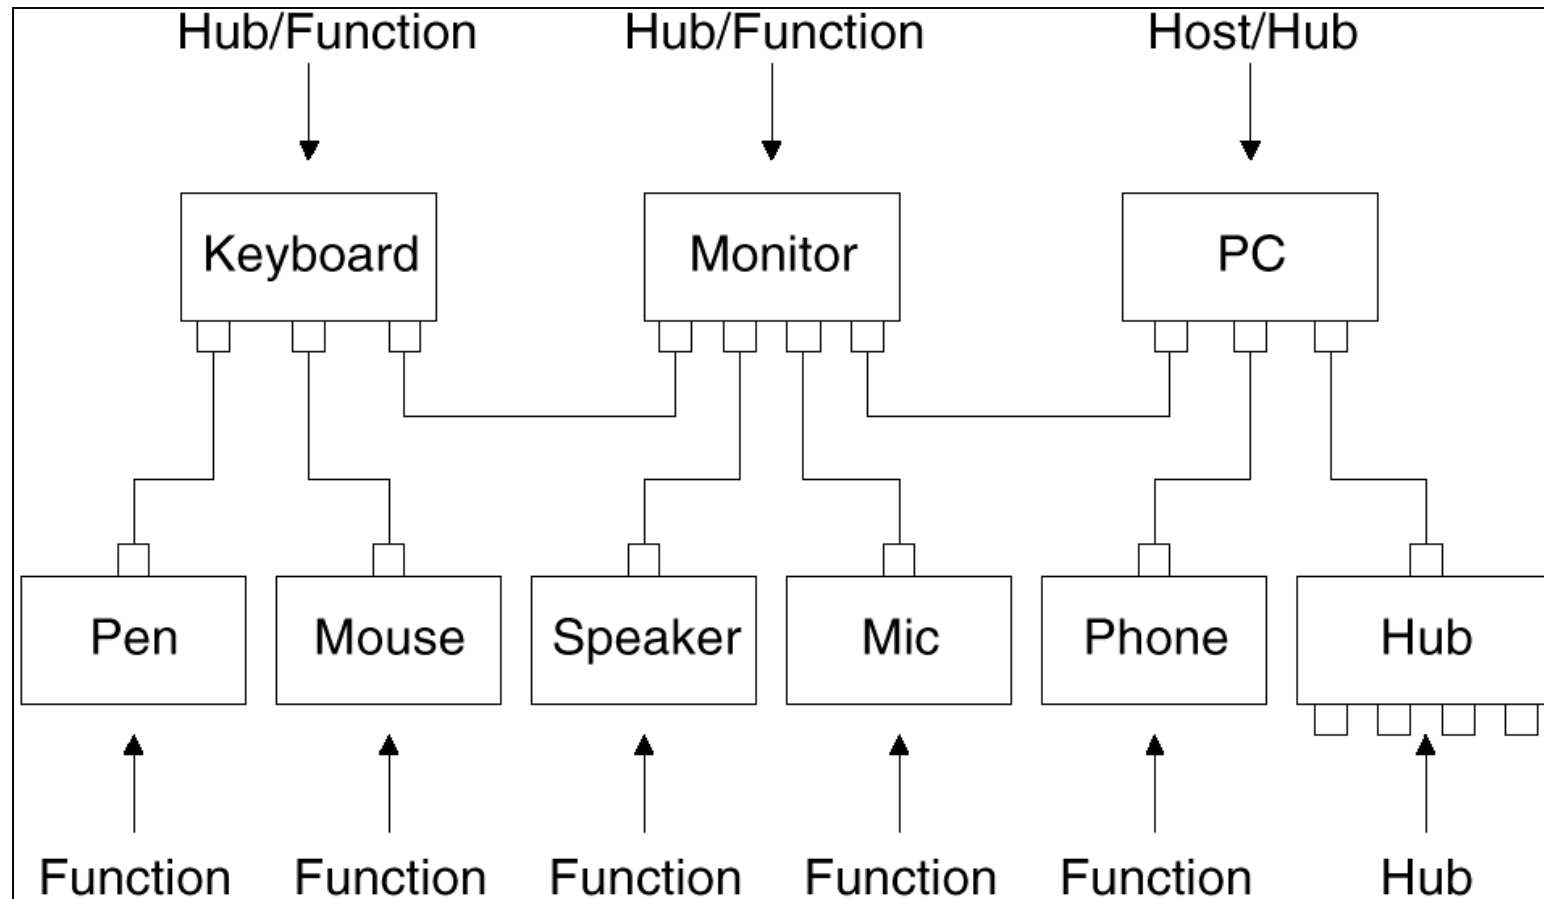 Hub/Function
Hub/Function
Host/Hub
Keyboard
Monitor
PC
Pen
Mouse
Speaker
Mic
Phone
Hub
Function
Function
Function
Function
Function
Hub